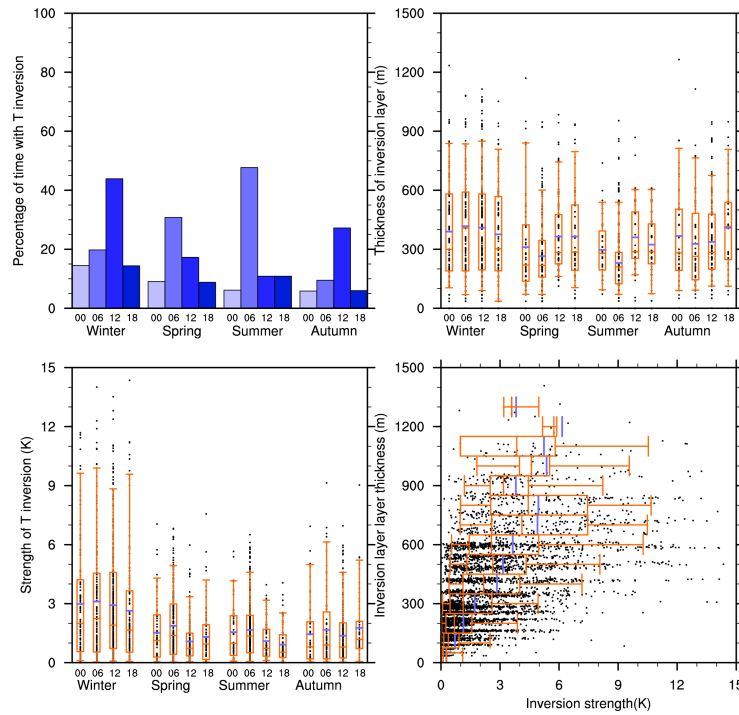 100
80
60
40
20
0
Percentage of time with T inversion
00 06 12 18 00 06 12 18 00 06 12 18 00 06 12 18
Winter Spring Summer Autumn
1500
1200
900
600
300
0
Thickness of inversion layer (m)
00 06 12 18 00 06 12 18 00 06 12 18 00 06 12 18
Winter Spring Summer Autumn
15
12
9
6
3
0
Strength of T inversion (K)
00 06 12 18 00 06 12 18 00 06 12 18 00 06 12 18
Winter Spring Summer Autumn
1500
1200
900
600
300
0
Inversion layer layer thickness (m)
0 3 6 9 12 15
Inversion strength(K)